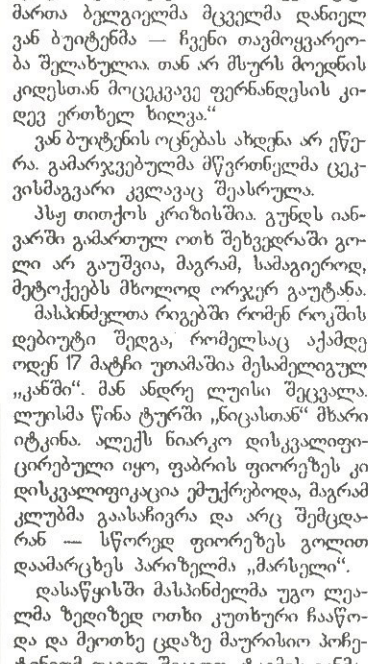 მართა ბელგიელმა მცველმა დანიელ
ვან ბუიტენმა — ჩვენი თავმოყვარეო-
ბა შელახულია. თან არ მსურს მოედნის
კიდესთან მოცეკვავე ფერნანდესის კი-
დევ ერთხელ ხილვა.“
ვან ბუიტენის ოცნებას ახდენა არ ეწე-
რა. გამარჯვებულმა მწვრთნელმა ცეკ-
ვისმაგვარი კვლავაც შეასრულა.
პსჟ თითქოს კრიზისშია. გუნდს იან-
ვარში გამართულ ოთხ შეხვედრაში გო-
ლი არ გაუშვია, მაგრამ, სამაგიეროდ,
მეტოქეებს მხოლოდ ორჯერ გაუტანა.
მასპინძელთა რიგებში რომენ როკშის
დებიუტი შედგა, რომელსაც აქამდე
ოდენ 17 მატჩი უთამაშია მესამელიგულ
„კანში“. მან ანდრე ლუისი შეცვალა.
ლუისმა წინა ტურში „ნიცასთან“ მხარი
იტკინა. ალექს ნიარკო დისკვალიფი-
ცირებული იყო, ფაბრის ფიორეზეს კი
დისკვალიფიკაცია ემუქრებოდა, მაგრამ
კლუბმა გაასაჩივრა და არც შემცდა-
რან — სწორედ ფიორეზეს გოლით
დაამარცხეს პარიზელმა „მარსელი“.
დასაწყისში მასპინძელმა უგო ლეა-
ლმა ზედიზედ ოთხი კუთხური ჩააწო-
და და მეოთხე ცდაზე მაურისიო პოჩე-